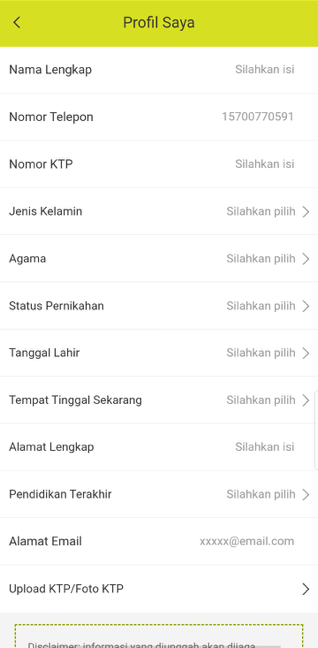 Profil Saya
Nama Lengkap Silahkan isi
Nomor Telepon 15700770591
Nomor KTP Silahkan isi
Jenis Kelamin Silahkan pilih
Agama Silahkan pilih
Status Pernikahan Silahkan pilih
Tanggal Lahir Silahkan pilih
Tempat Tinggal Sekarang Silahkan pilih
Alamat Lengkap Silahkan isi
Pendidikan Terakhir Silahkan pilih
Alamat Email xxxxx@email.com
Upload KTP/Foto KTP
Disclaimer: informasi yang diunggah akan dijaga